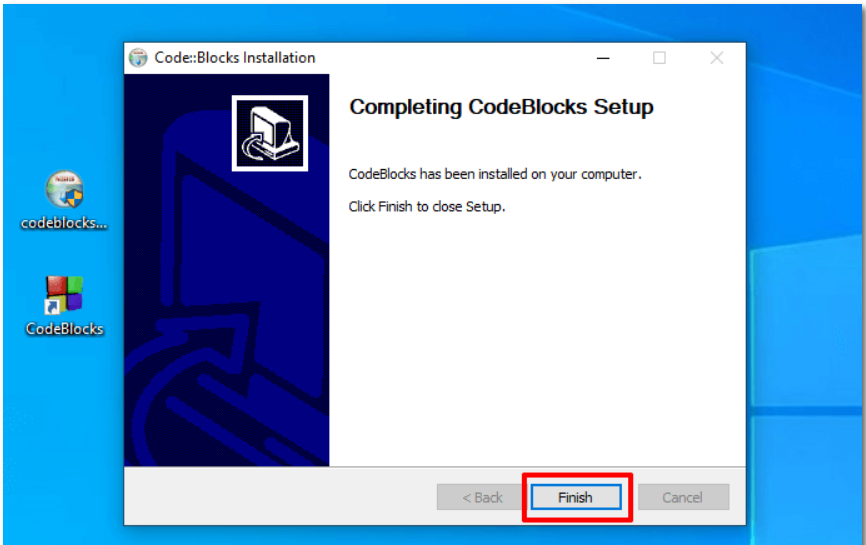 Code::Blocks Installation
Completing CodeBlocks Setup
CodeBlocks has been installed on your computer.
Click Finish to close Setup.
codeblocks...
CodeBlocks
< Back
Finish
Cancel